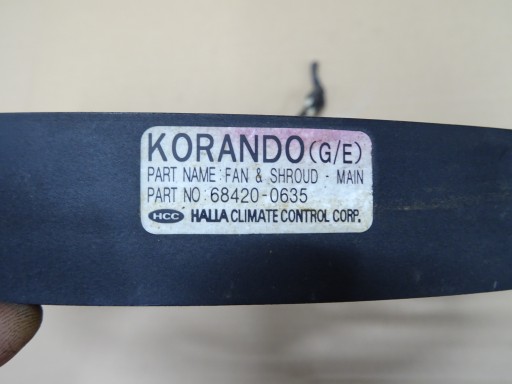 KORANDO(G/E)
PART NAME: FAN & SHROUD - MAIN
PART NO: 68420-0635
HCC HALLA CLIMATE CONTROL CORP.